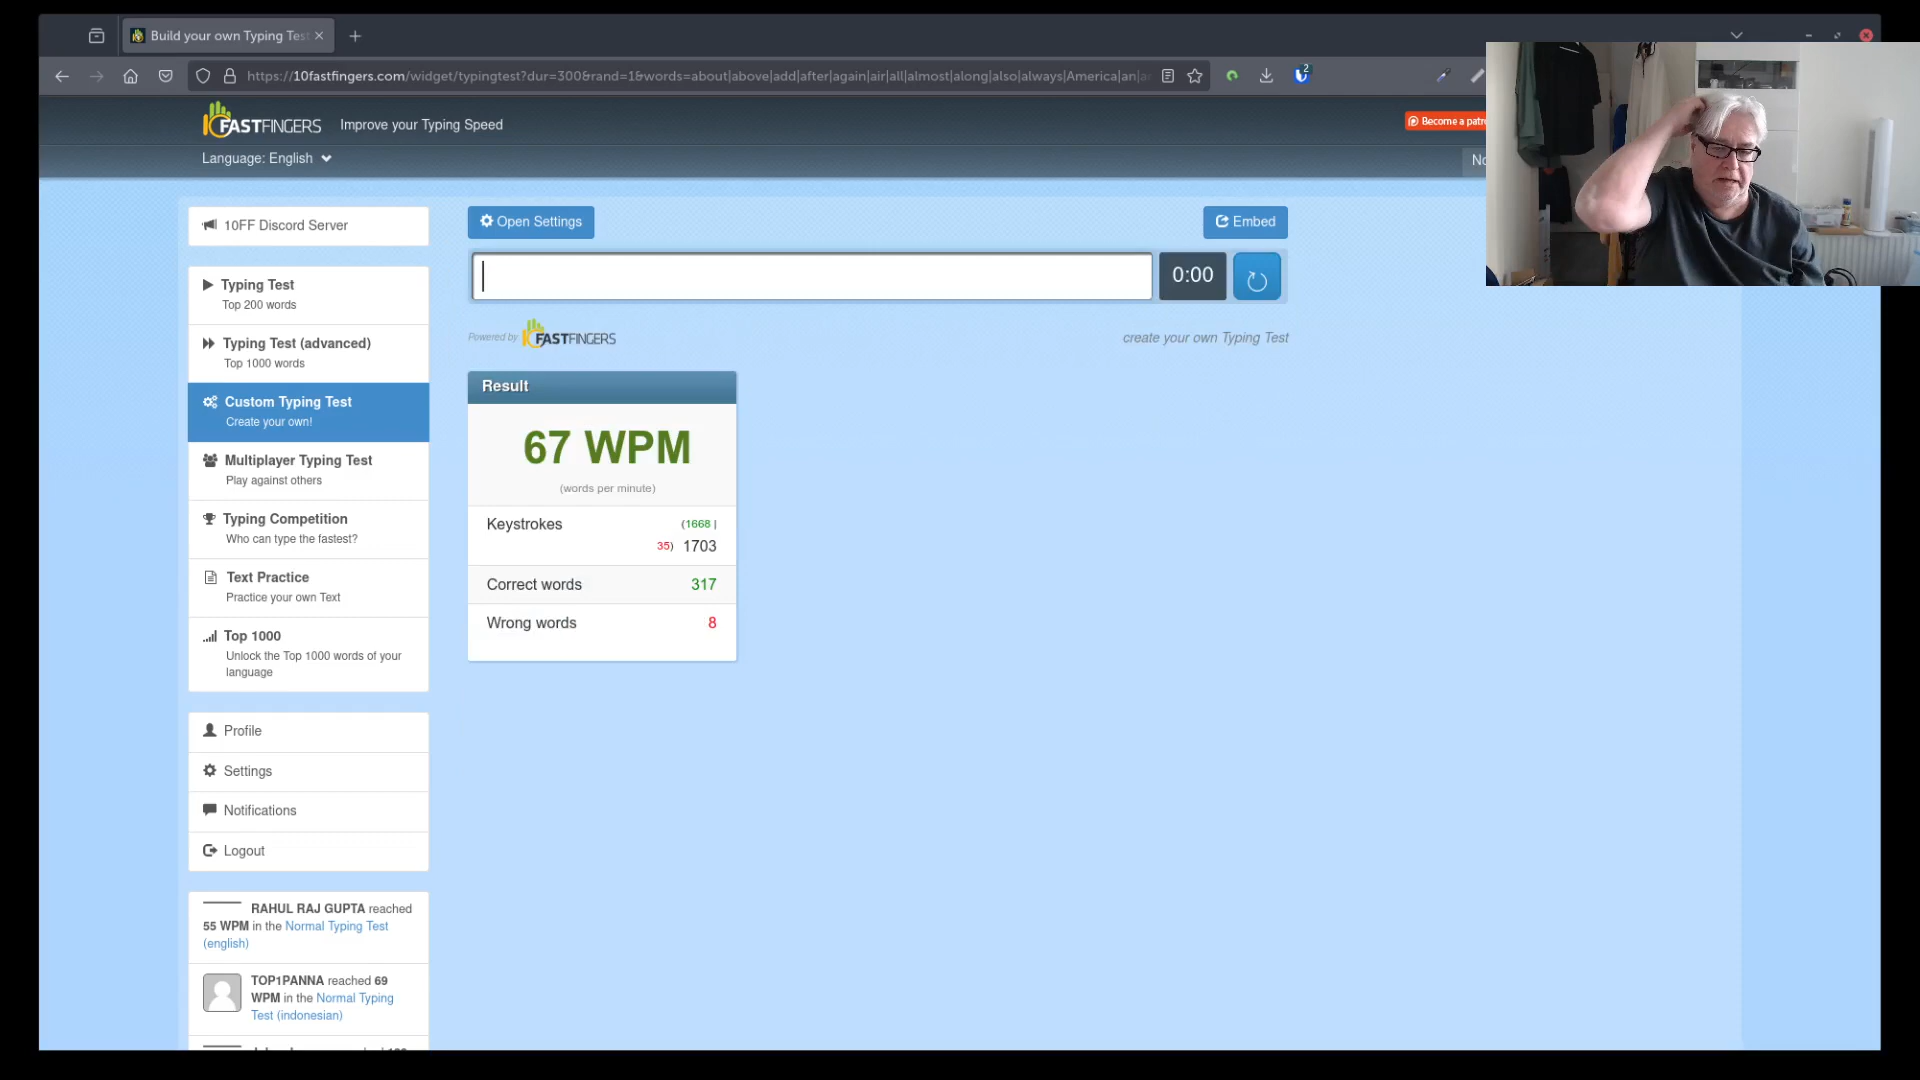 Build your own Typing Tes
https://10fastfingers.com/widget/typingtest?dur=300&rand=1&words=about|above|add|after|again|air|all|almost|along|also|always|America|an|a
2
10FASTFINGERS
Improve your Typing Speed
Become a patr
Language: English
No
10FF Discord Server
Typing Test
Top 200 words
Typing Test (advanced)
Top 1000 words
Custom Typing Test
Create your own!
Multiplayer Typing Test
Play against others
Typing Competition
Who can type the fastest?
Text Practice
Practice your own Text
Top 1000
Unlock the Top 1000 words of your
language
Profile
Settings
Notifications
Logout
RAHUL RAJ GUPTA reached
55 WPM in the Normal Typing Test
(english)
TOP1PANNA reached 69
WPM in the Normal Typing
Test (indonesian)
Open Settings
Embed
0:00
Powered by 10FASTFINGERS
create your own Typing Test
Result
67 WPM
(words per minute)
Keystrokes (1668 |
35) 1703
Correct words 317
Wrong words 8